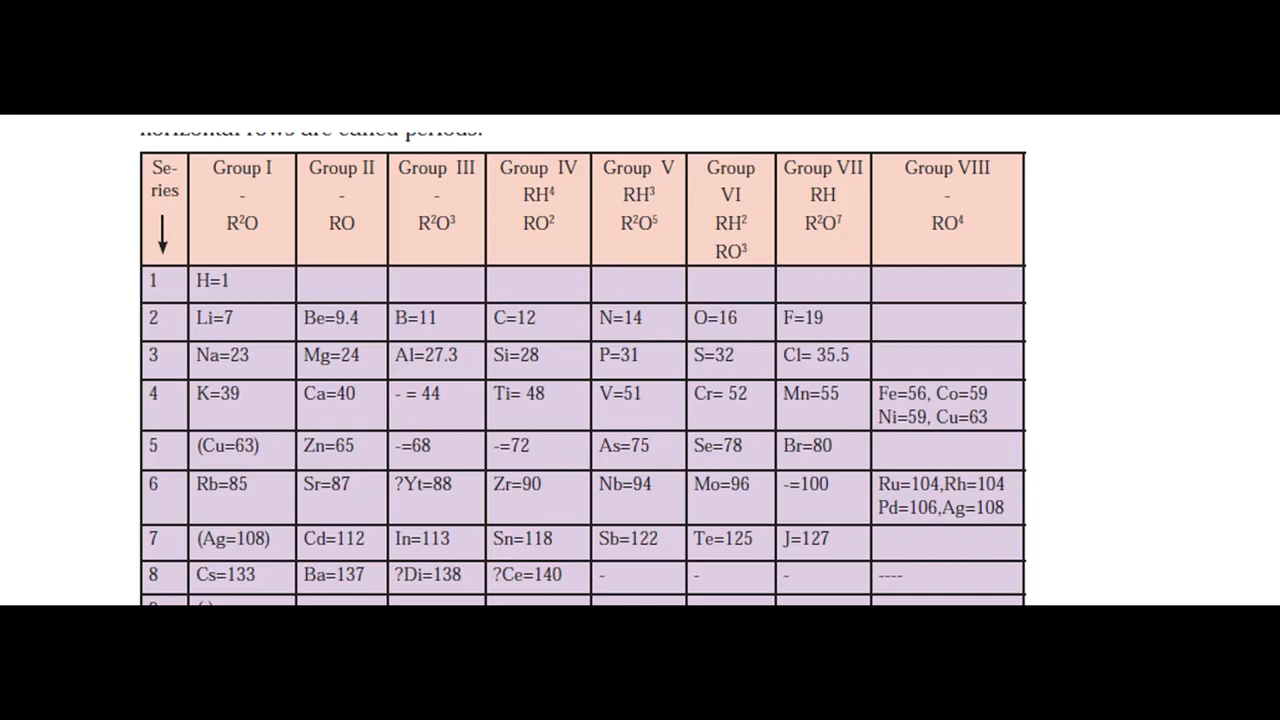 horizontal rows are called periods.
Se- Group I Group II Group III Group IV Group V Group Group VII Group VIII
ries - - - RH⁴ RH³ VI RH -
↓ R²O RO R²O³ RO² R²O⁵ RH² R²O⁷ RO⁴
RO³
1 H=1
2 Li=7 Be=9.4 B=11 C=12 N=14 O=16 F=19
3 Na=23 Mg=24 Al=27.3 Si=28 P=31 S=32 Cl= 35.5
4 K=39 Ca=40 - = 44 Ti= 48 V=51 Cr= 52 Mn=55 Fe=56, Co=59
Ni=59, Cu=63
5 (Cu=63) Zn=65 -=68 -=72 As=75 Se=78 Br=80
6 Rb=85 Sr=87 ?Yt=88 Zr=90 Nb=94 Mo=96 -=100 Ru=104,Rh=104
Pd=106,Ag=108
7 (Ag=108) Cd=112 In=113 Sn=118 Sb=122 Te=125 J=127
8 Cs=133 Ba=137 ?Di=138 ?Ce=140 - - - ----